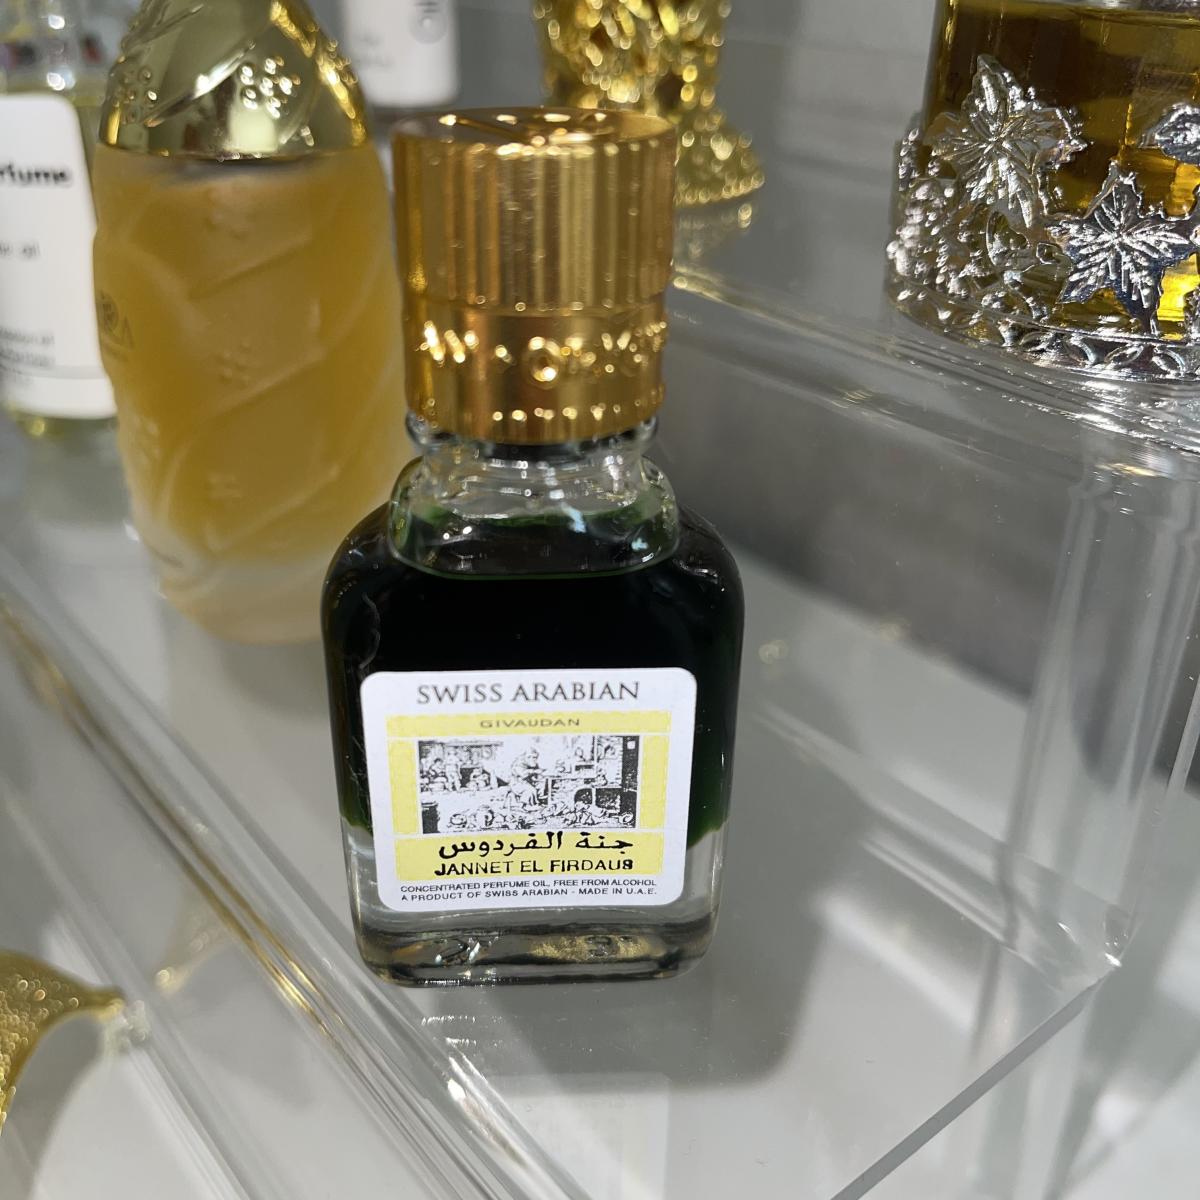 SWISS ARABIAN
GIVAUDAN
جنة الفردوس
JANNET EL FIRDAUS
CONCENTRATED PERFUME OIL, FREE FROM ALCOHOL
A PRODUCT OF SWISS ARABIAN - MADE IN U.A.E.